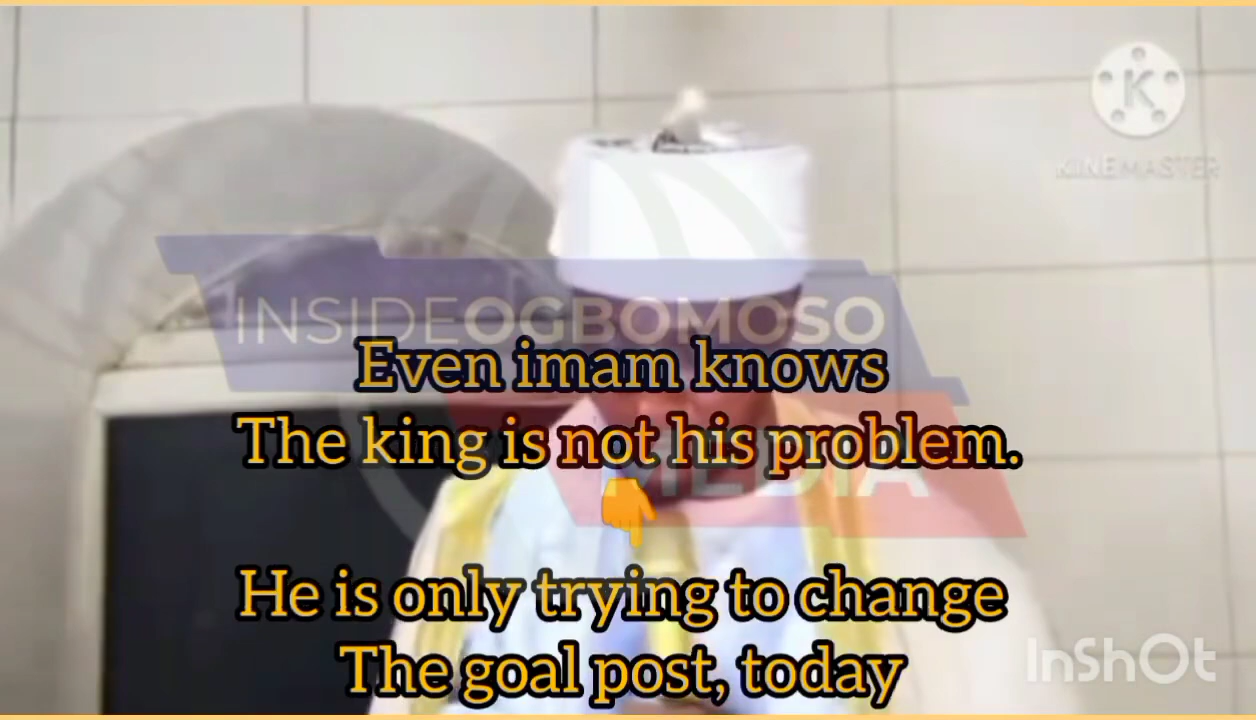 KINEMASTER
INSIDEOGBOMOSO
Even imam knows
The king is not his problem.
MEDIA
He is only trying to change
The goal post, today
InShOt